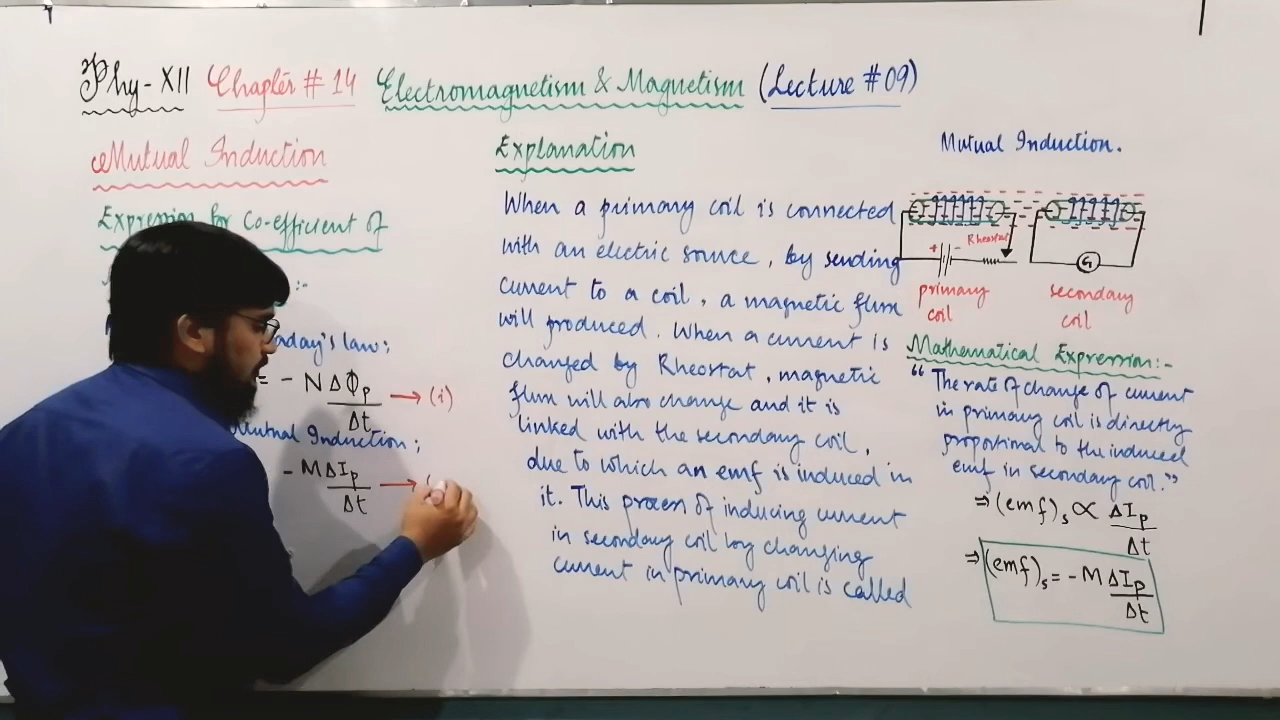 Phy-XII Chapter # 14 Electromagnetism & Magnetism (Lecture # 09)
Mutual Induction
Expression for Co-efficient of
:-
aday's law;
= - NΔΦp/Δt → (i)
Mutual Induction;
- MΔIp/Δt → (
Explanation
When a primary coil is connected
with an electric source, by sending
current to a coil, a magnetic flux
will produced. When a current is
changed by Rheostat, magnetic
flux will also change and it is
linked with the secondary coil,
due to which an emf is induced in
it. This process of inducing current
in secondary coil by changing
current in primary coil is called
Mutual Induction.
+ -
Rheostat
G
primary
coil
secondary
coil
Mathematical Expression:-
"The rate of change of current
in primary coil is directly
proportional to the induced
emf in secondary coil."
⇒ (emf)s ∝ ΔIp/Δt
⇒ (emf)s = -MΔIp/Δt